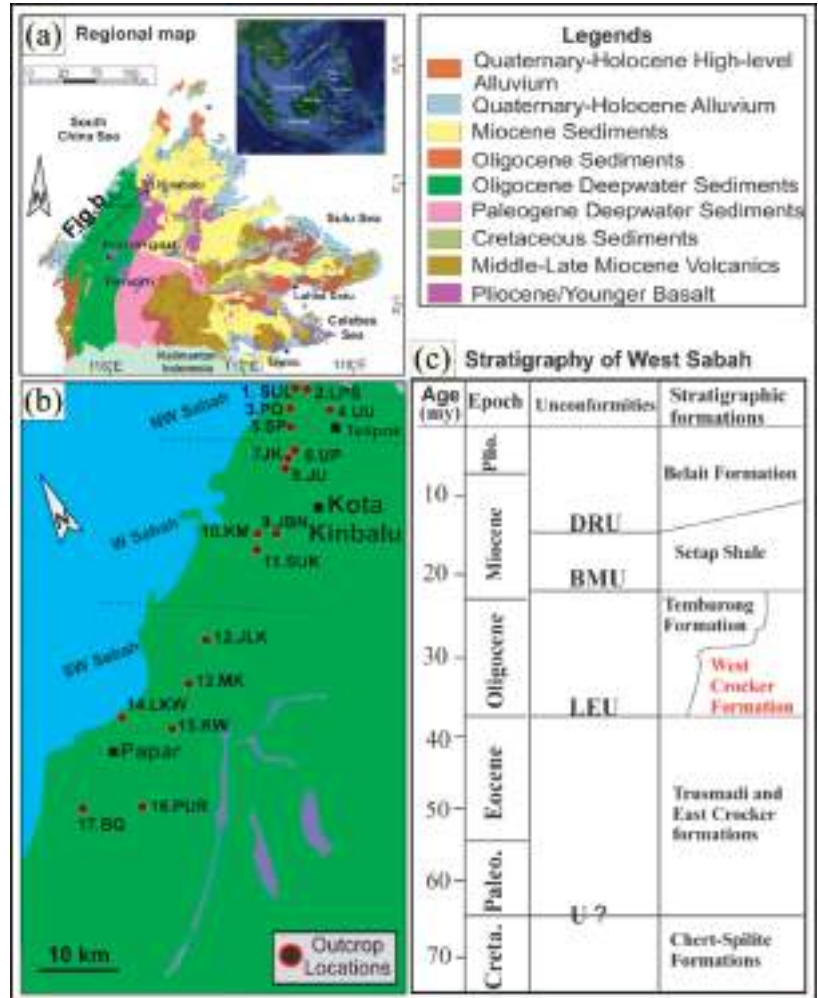 (a) Regional map
South
China Sea
Fig.b
Sulu Sea
Lahad Datu
Celebes
Sea
Kalimantan
Indonesia
Legends
Quaternary-Holocene High-level
Alluvium
Quaternary-Holocene Alluvium
Miocene Sediments
Oligocene Sediments
Oligocene Deepwater Sediments
Paleogene Deepwater Sediments
Cretaceous Sediments
Middle-Late Miocene Volcanics
Pliocene/Younger Basalt
(b)
NW Sabah
1. SUL
2.LPS
3.PO
4.UU
5.SP
6.UP
7JK
8.JU
Kota
Kinbalu
W Sabah
9.JBN
10.KM
11.SUK
SW Sabah
12.JLK
13.MK
14.LKW
15.KW
Papar
16.PUR
17.BG
N
10 km
Outcrop
Locations
(c) Stratigraphy of West Sabah
Age
(my)
Epoch
Unconformities
Stratigraphic
formations
Plio.
Belait Formation
10
DRU
Miocene
Setap Shale
20
BMU
Temburong
Formation
Oligocene
30
West
Crocker
Formation
LEU
40
Eocene
Trusmadi and
East Crocker
formations
50
Paleo.
60
U ?
Creta.
Chert-Spilite
Formations
70